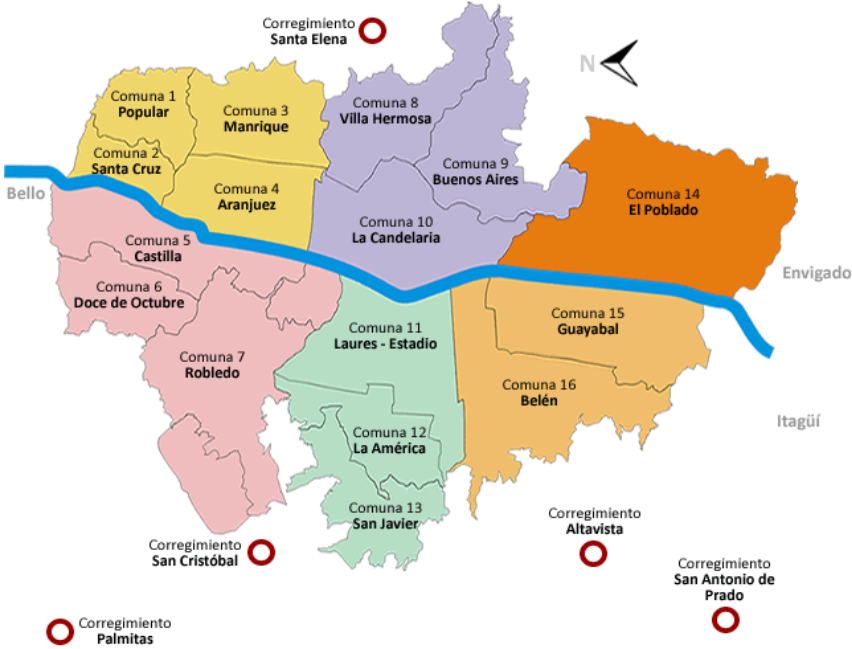 Corregimiento
Santa Elena
N
Comuna 1
Popular
Comuna 3
Manrique
Comuna 8
Villa Hermosa
Comuna 2
Santa Cruz
Comuna 9
Buenos Aires
Comuna 14
El Poblado
Bello
Comuna 4
Aranjuez
Comuna 10
La Candelaria
Comuna 5
Castilla
Envigado
Comuna 6
Doce de Octubre
Comuna 11
Laures - Estadio
Comuna 15
Guayabal
Comuna 7
Robledo
Comuna 16
Belén
Itagüí
Comuna 12
La América
Comuna 13
San Javier
Corregimiento
Altavista
Corregimiento
San Cristóbal
Corregimiento
San Antonio de
Prado
Corregimiento
Palmitas